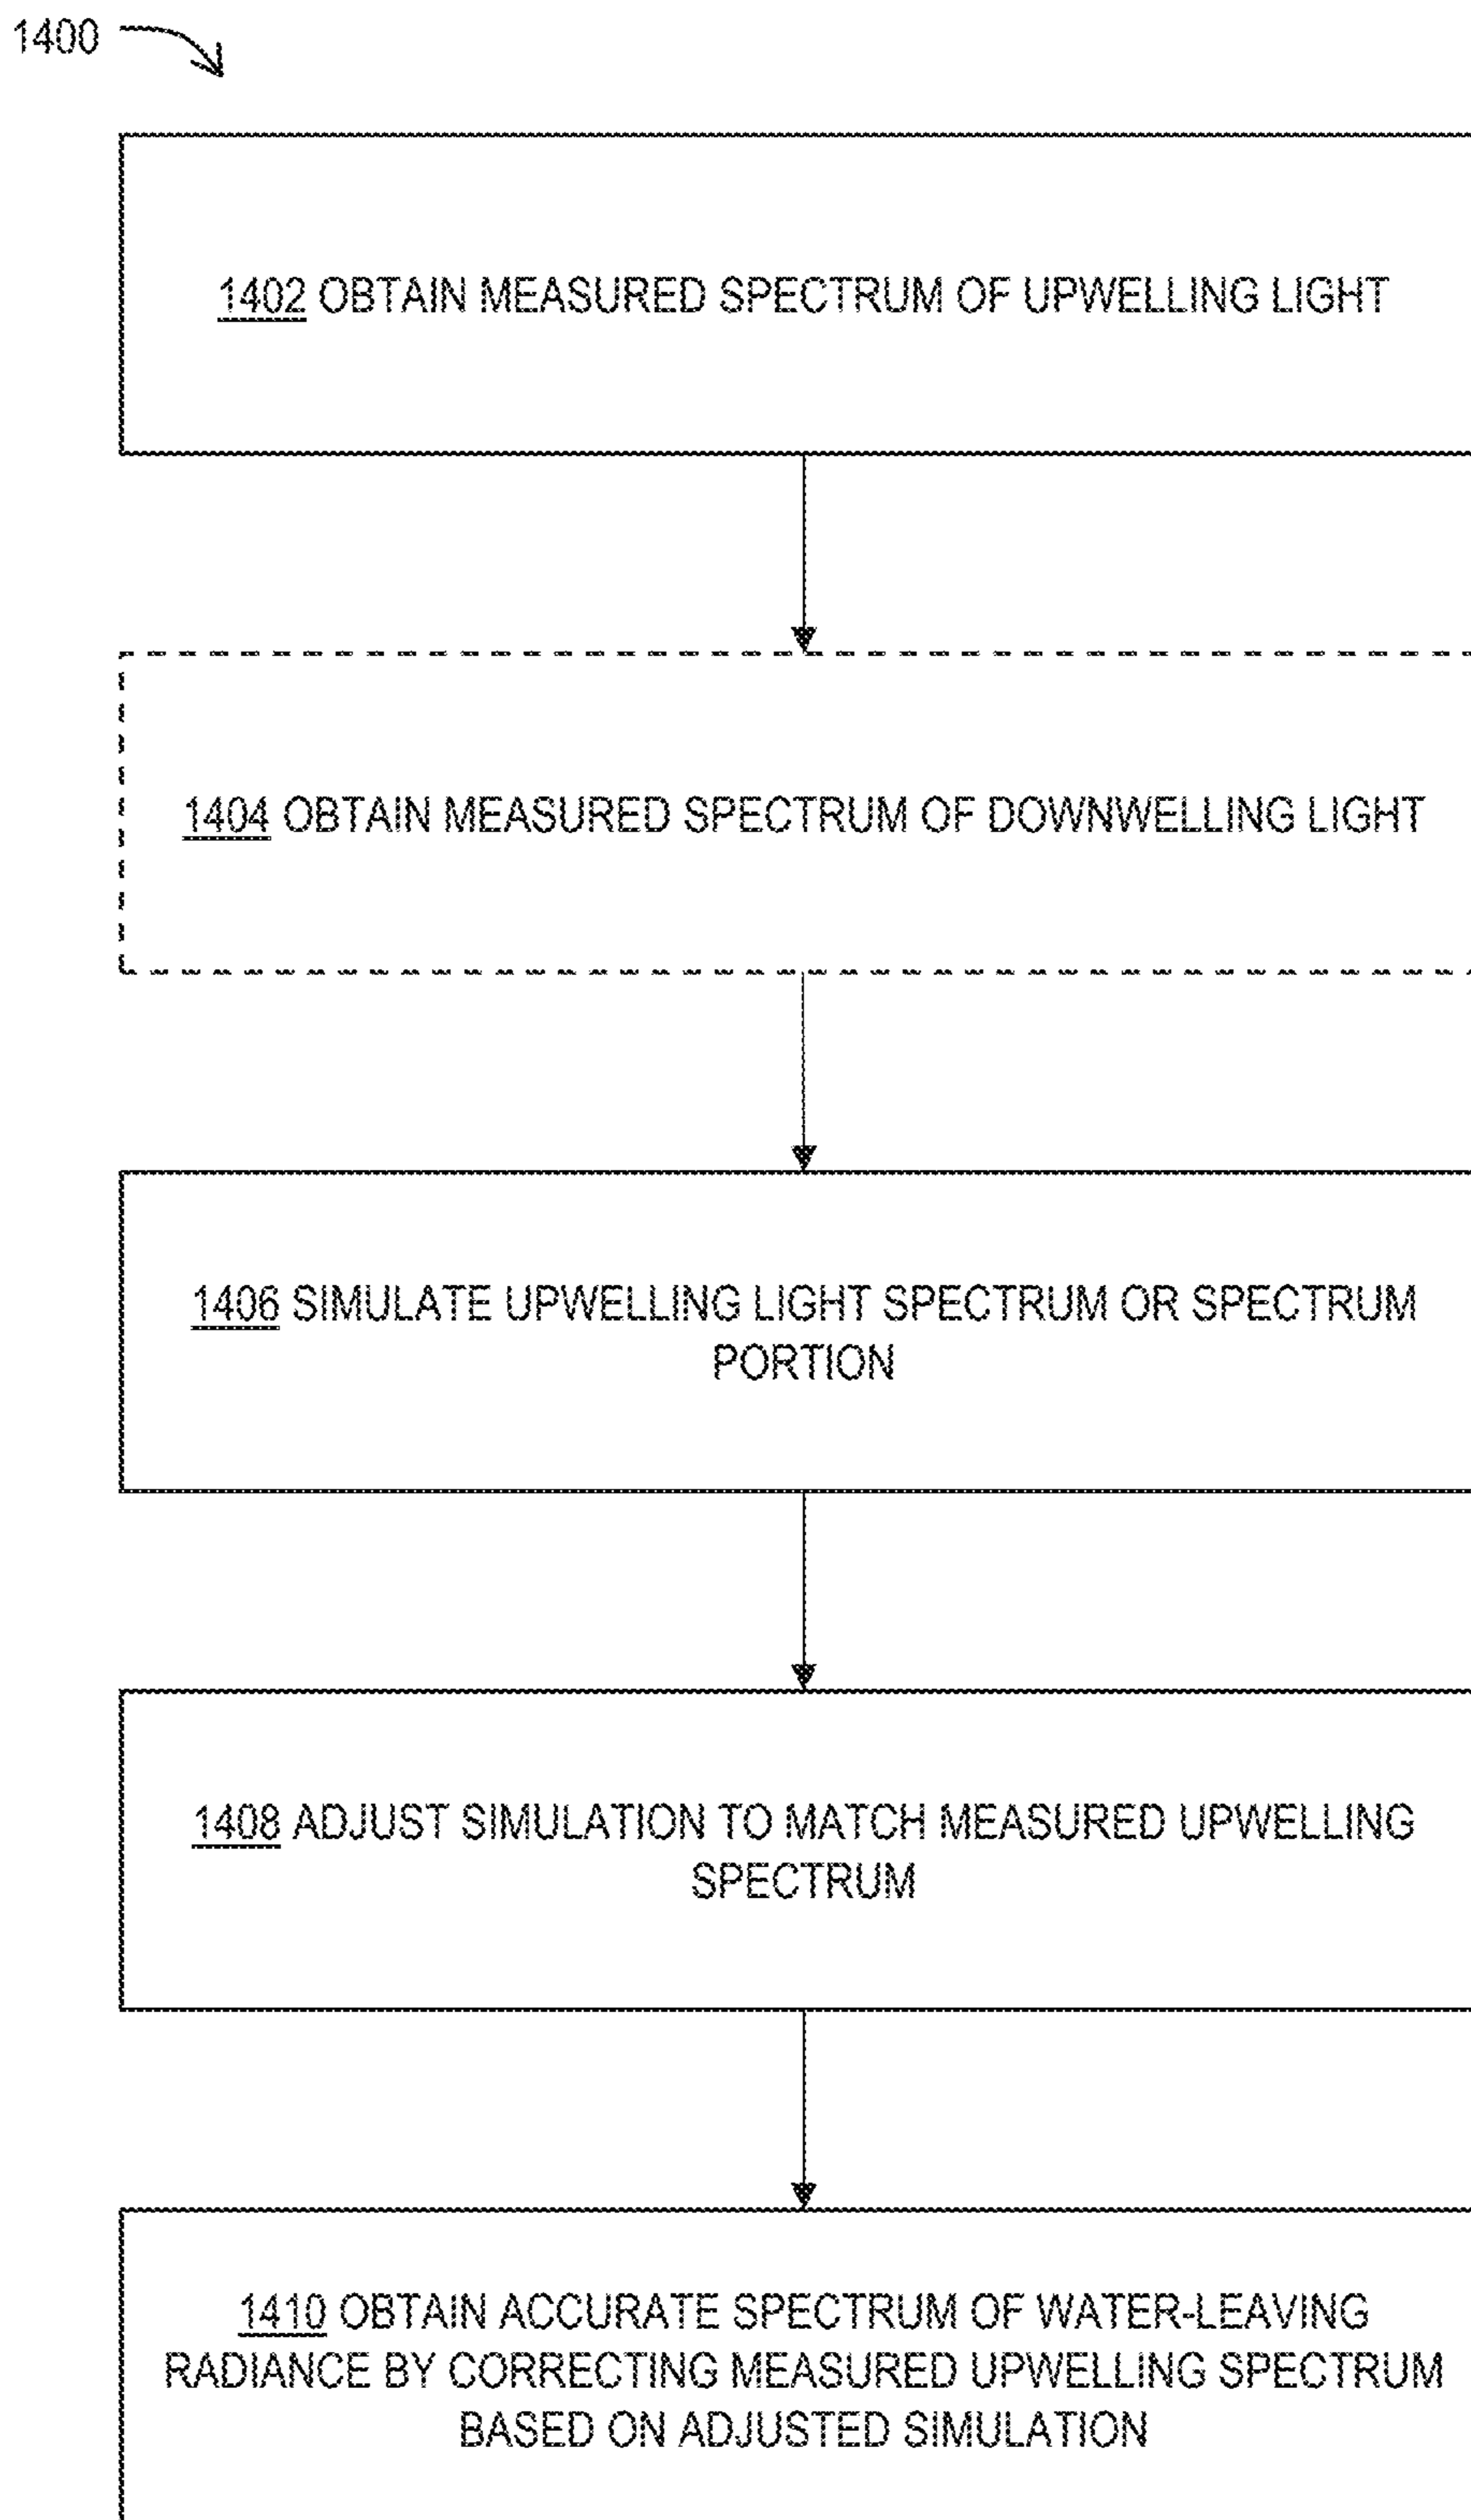 1400
1402 OBTAIN MEASURED SPECTRUM OF UPWELLING LIGHT
1404 OBTAIN MEASURED SPECTRUM OF DOWNWELLING LIGHT
1406 SIMULATE UPWELLING LIGHT SPECTRUM OR SPECTRUM
PORTION
1408 ADJUST SIMULATION TO MATCH MEASURED UPWELLING
SPECTRUM
1410 OBTAIN ACCURATE SPECTRUM OF WATER-LEAVING
RADIANCE BY CORRECTING MEASURED UPWELLING SPECTRUM
BASED ON ADJUSTED SIMULATION